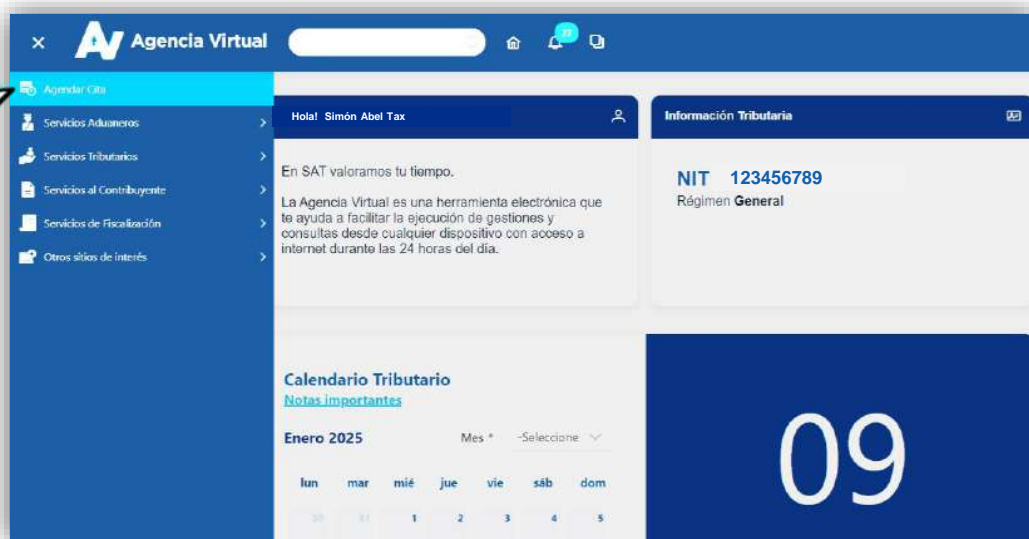 Agencia Virtual
Agendar Cita
Servicios Aduaneros
Servicios Tributarios
Servicios al Contribuyente
Servicios de Fiscalización
Otros sitios de interés
Hola! Simón Abel Tax
En SAT valoramos tu tiempo.
La Agencia Virtual es una herramienta electrónica que
te ayuda a facilitar la ejecución de gestiones y
consultas desde cualquier dispositivo con acceso a
internet durante las 24 horas del día.
Información Tributaria
NIT 123456789
Régimen General
Calendario Tributario
Notas importantes
Enero 2025 Mes * -Seleccione
lun mar mié jue vie sáb dom
30 31 1 2 3 4 5
09